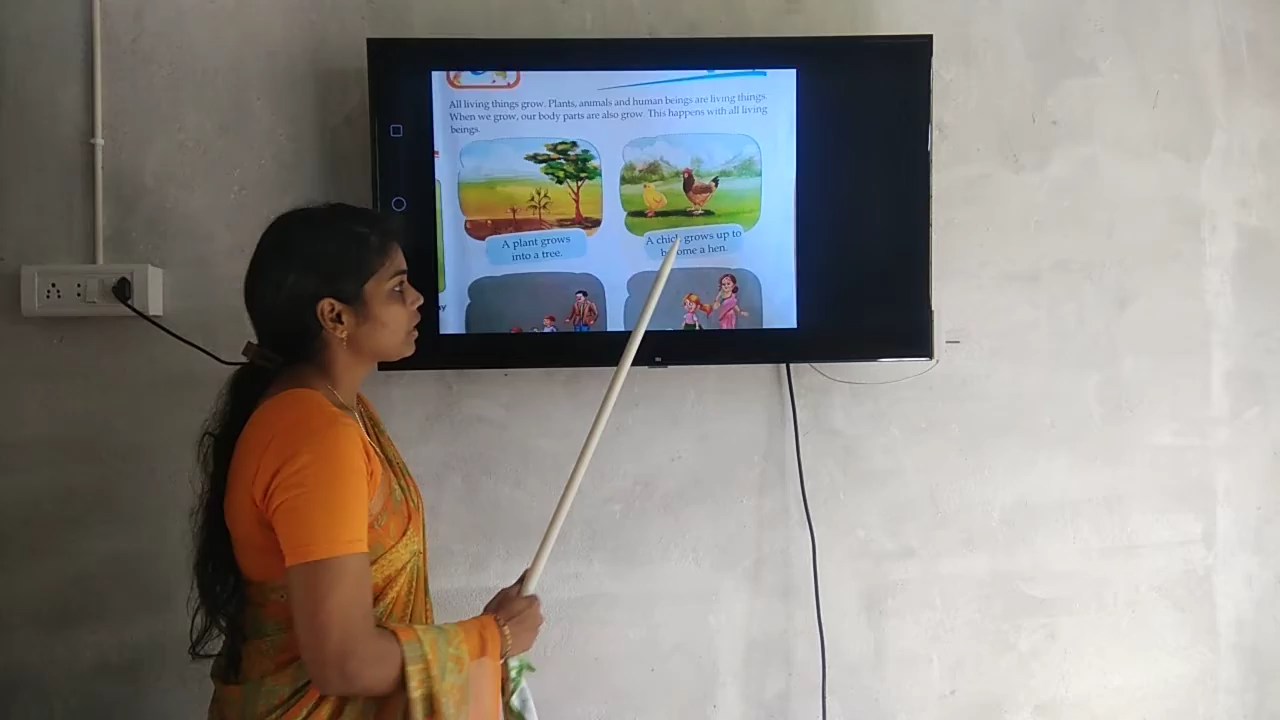 All living things grow. Plants, animals and human beings are living things.
When we grow, our body parts are also grow. This happens with all living
beings.
A plant grows
into a tree.
A chick grows up to
become a hen.